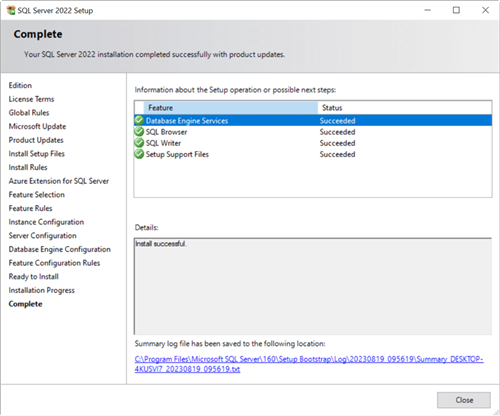 SQL Server 2022 Setup
Complete
Your SQL Server 2022 installation completed successfully with product updates.
Edition
License Terms
Global Rules
Microsoft Update
Product Updates
Install Setup Files
Install Rules
Azure Extension for SQL Server
Feature Selection
Feature Rules
Instance Configuration
Server Configuration
Database Engine Configuration
Feature Configuration Rules
Ready to Install
Installation Progress
Complete
Information about the Setup operation or possible next steps:
Feature Status
Database Engine Services Succeeded
SQL Browser Succeeded
SQL Writer Succeeded
Setup Support Files Succeeded
Details:
Install successful.
Summary log file has been saved to the following location:
C:\Program Files\Microsoft SQL Server\160\Setup Bootstrap\Log\20230819_095619\Summary_DESKTOP-
4KUSVI7_20230819_095619.txt
Close